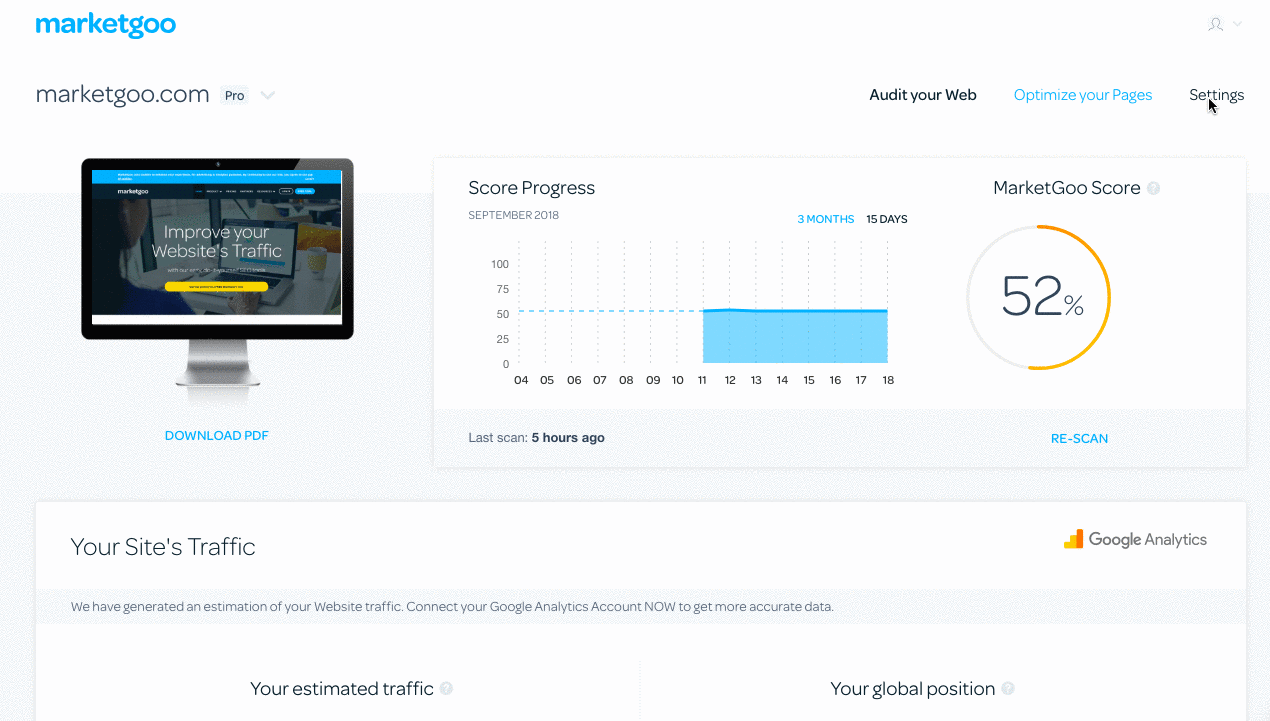 marketgoo
marketgoo.com Pro
Audit your Web Optimize your Pages Settings
marketgoo
Improve your
Website's Traffic
DOWNLOAD PDF
Score Progress
SEPTEMBER 2018
3 MONTHS 15 DAYS
100
75
50
25
0
04 05 06 07 08 09 10 11 12 13 14 15 16 17 18
MarketGoo Score ?
52%
Last scan: 5 hours ago
RE-SCAN
Your Site's Traffic
Google Analytics
We have generated an estimation of your Website traffic. Connect your Google Analytics Account NOW to get more accurate data.
Your estimated traffic ?
Your global position ?